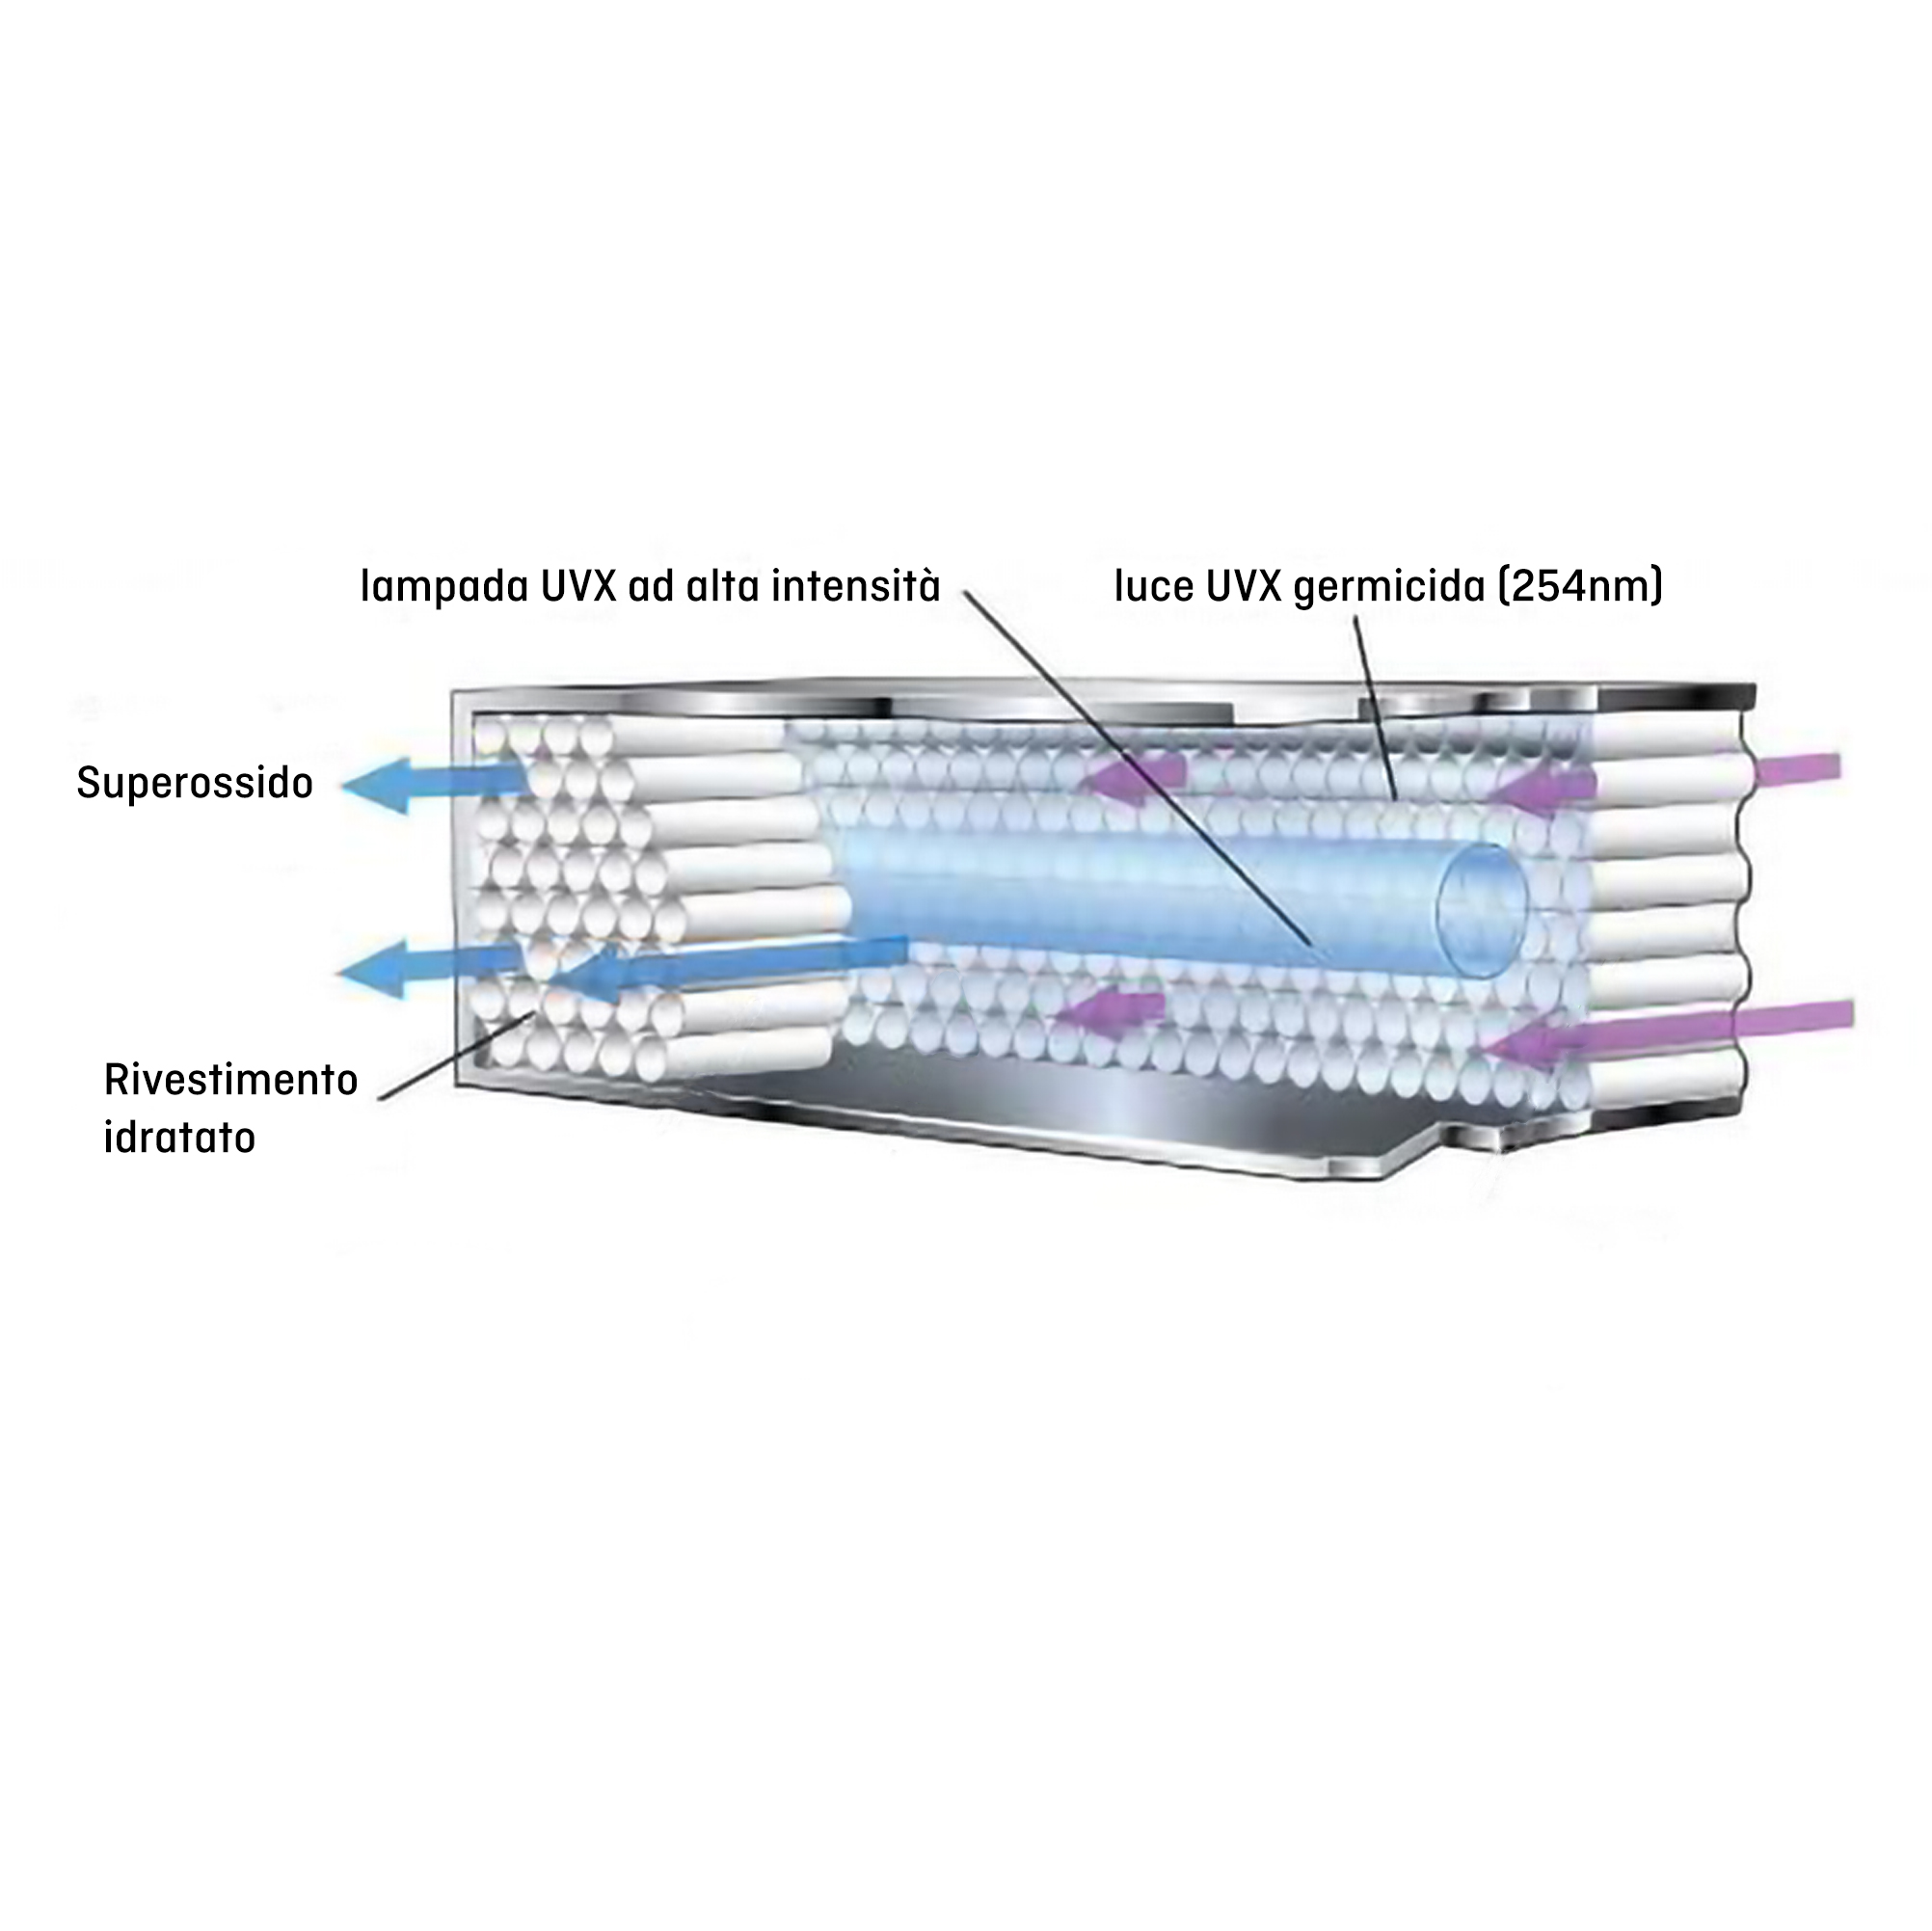 lampada UVX ad alta intensità
luce UVX germicida (254nm)
Superossido
Rivestimento
idratato